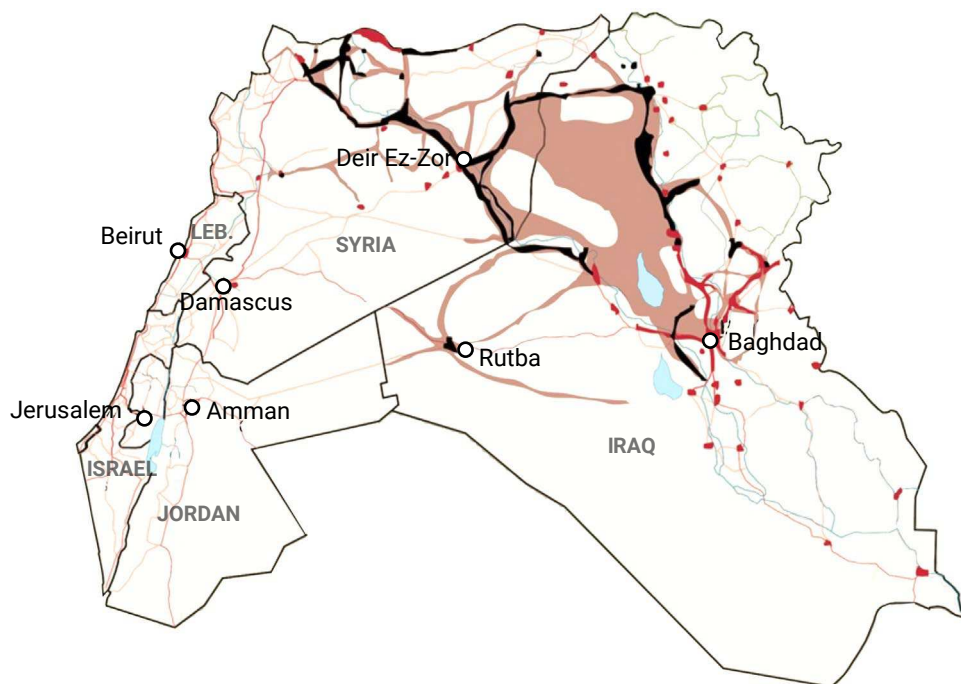 Deir Ez-Zor
Beirut
LEB.
SYRIA
Damascus
Baghdad
Rutba
Jerusalem
Amman
IRAQ
ISRAEL
JORDAN